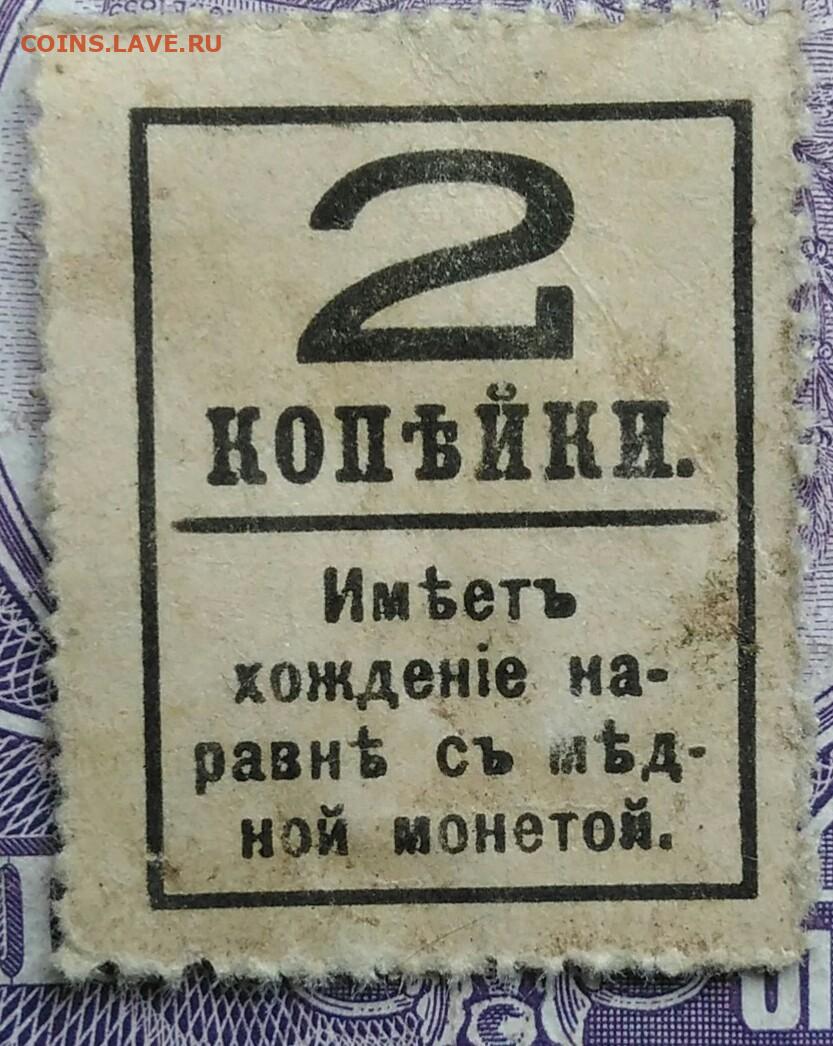 COINS.LAVE.RU
2
КОПѢЙКИ.
Имѣетъ
хожденіе на-
равнѣ съ мѣд-
ной монетой.